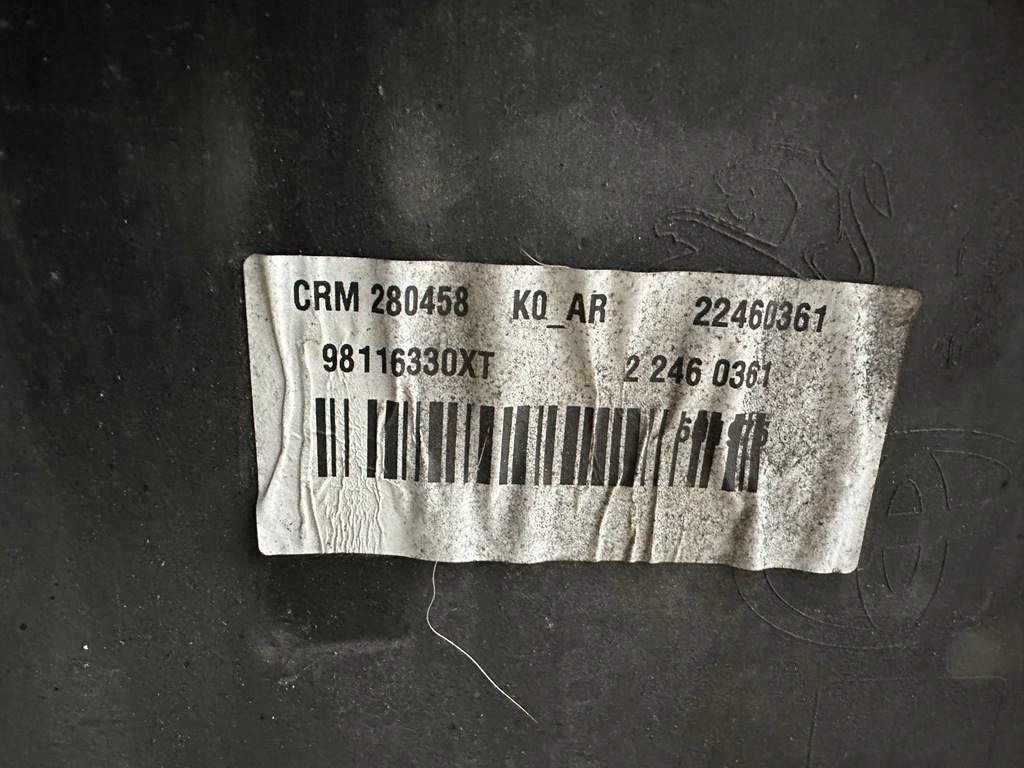 CRM 280458 K0_AR 22460361
98116330XT 2 246 0361